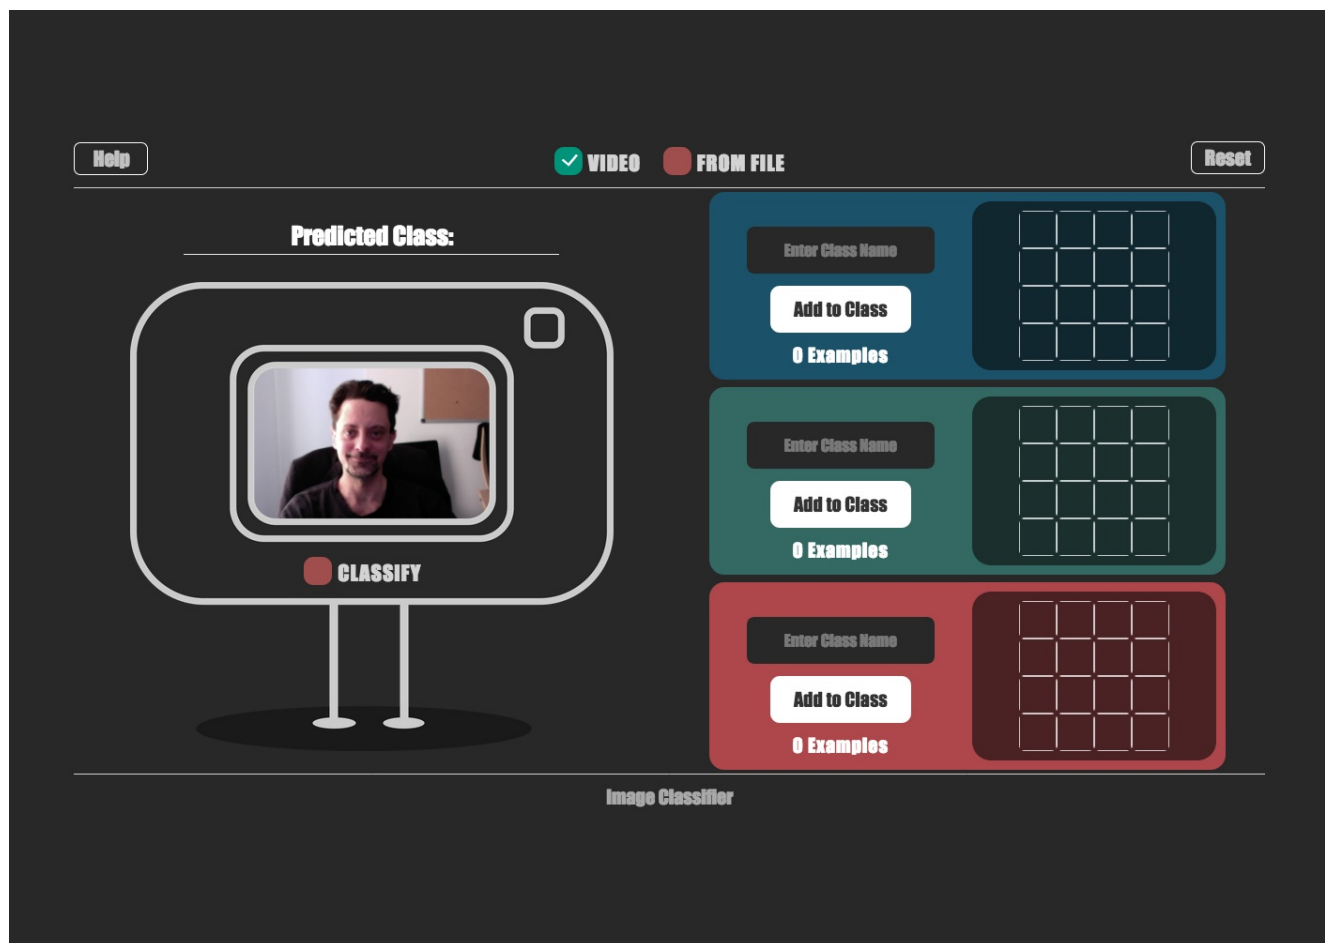 Help
VIDEO
FROM FILE
Reset
Predicted Class:
CLASSIFY
Enter Class Name
Add to Class
0 Examples
Enter Class Name
Add to Class
0 Examples
Enter Class Name
Add to Class
0 Examples
Image Classifier